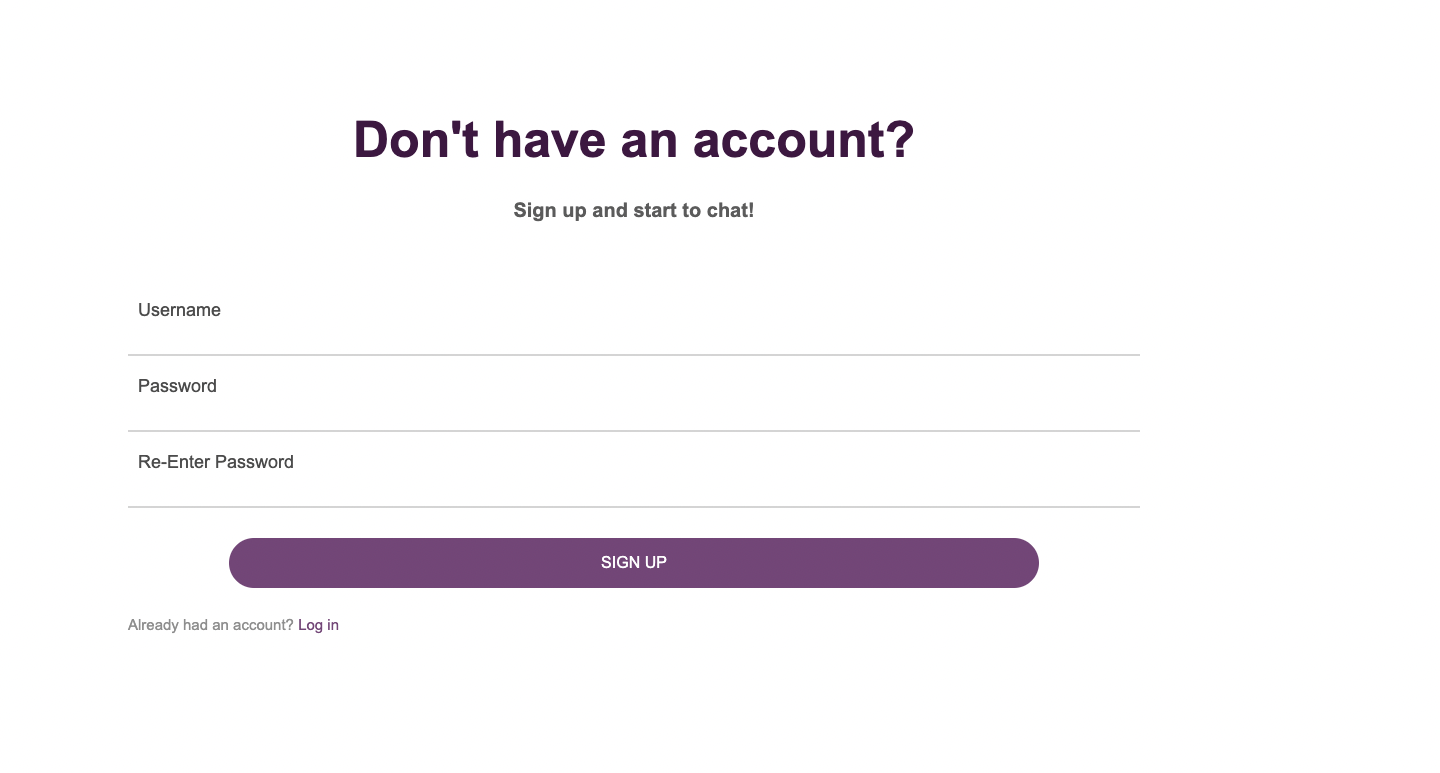 Don't have an account?
Sign up and start to chat!
Username
Password
Re-Enter Password
SIGN UP
Already had an account? Log in